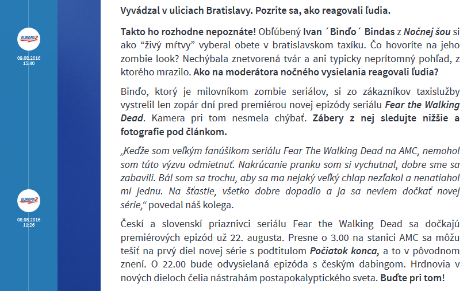 Vyvádzal v uliciach Bratislavy. Pozrite sa, ako reagovali ľudia.
Takto ho rozhodne nepoznáte! Obľúbený Ivan ´Binďo´ Bindas z Nočnej šou si
ako “živý mŕtvy” vyberal obete v bratislavskom taxíku. Čo hovoríte na jeho
zombie look? Nechýbala znetvorená tvár a ani typicky neprítomný pohľad, z
ktorého mrazilo. Ako na moderátora nočného vysielania reagovali ľudia?
Binďo, ktorý je milovníkom zombie seriálov, si zo zákazníkov taxislužby
vystrelil len zopár dní pred premiérou novej epizódy seriálu Fear the Walking
Dead. Kamera pri tom nesmela chýbať. Zábery z nej sledujte nižšie a
fotografie pod článkom.
„Keďže som veľkým fanúšikom seriálu Fear The Walking Dead na AMC, nemohol
som túto výzvu odmietnuť. Nakrúcanie pranku som si vychutnal, dobre sme sa
zabavili. Bál som sa trochu, aby sa ma nejaký veľký chlap nezľakol a nenatiahol
mi jednu. Na šťastie, všetko dobre dopadlo a ja sa neviem dočkať novej
série,“ povedal náš kolega.
Českí a slovenskí priaznivci seriálu Fear the Walking Dead sa dočkajú
premiérových epizód už 22. augusta. Presne o 3.00 na stanici AMC sa môžu
tešiť na prvý diel novej série s podtitulom Počiatok konca, a to v pôvodnom
znení. O 22.00 bude odvysielaná epizóda s českým dabingom. Hrdnovia v
nových dieloch čelia nástrahám postapokalyptického sveta. Buďte pri tom!